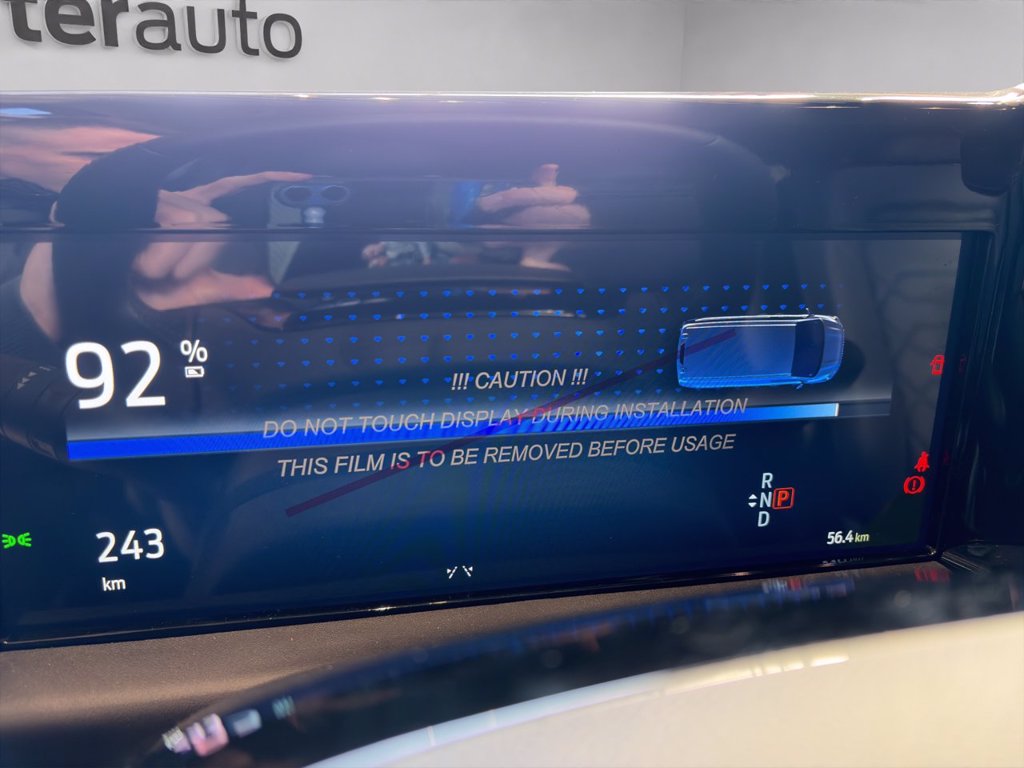 terauto
92 %
!!! CAUTION !!!
DO NOT TOUCH DISPLAY DURING INSTALLATION
THIS FILM IS TO BE REMOVED BEFORE USAGE
R
N P
D
243
km
56.4 km